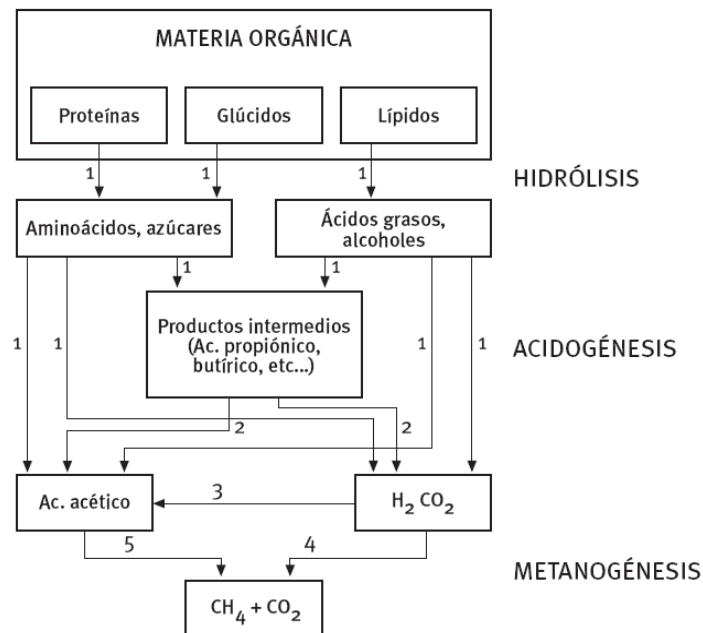 MATERIA ORGÁNICA
Proteínas
Glúcidos
Lípidos
1
1
1
HIDRÓLISIS
Aminoácidos, azúcares
Ácidos grasos,
alcoholes
1
1
1
1
1
1
Productos intermedios
(Ac. propiónico,
butírico, etc...)
ACIDOGÉNESIS
2
2
Ac. acético
3
H₂ CO₂
5
4
METANOGÉNESIS
CH₄ + CO₂